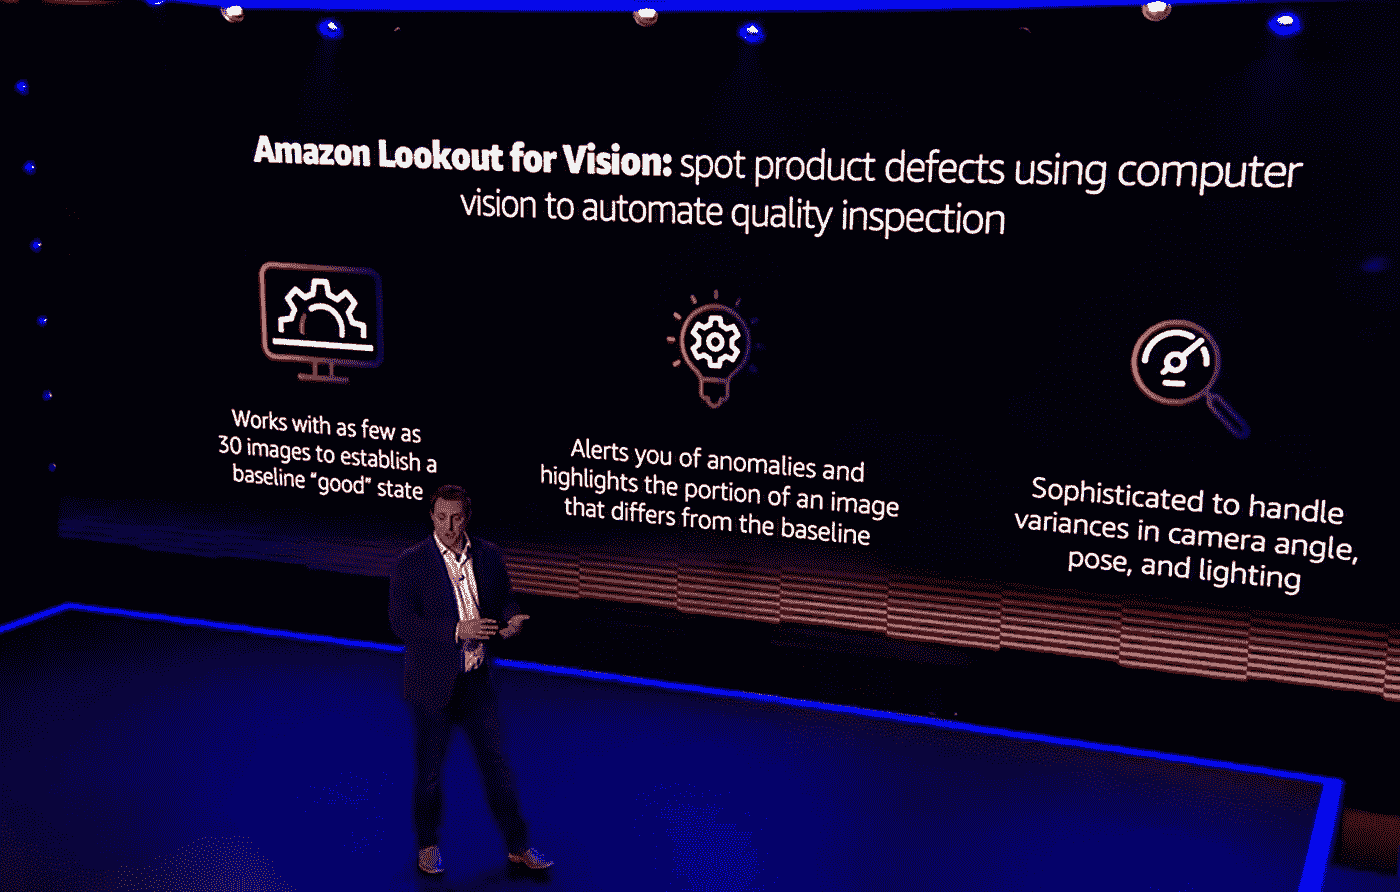 Amazon Lookout for Vision: spot product defects using computer
vision to automate quality inspection
Works with as few as
30 images to establish a
baseline “good” state
Alerts you of anomalies and
highlights the portion of an image
that differs from the baseline
Sophisticated to handle
variances in camera angle,
pose, and lighting